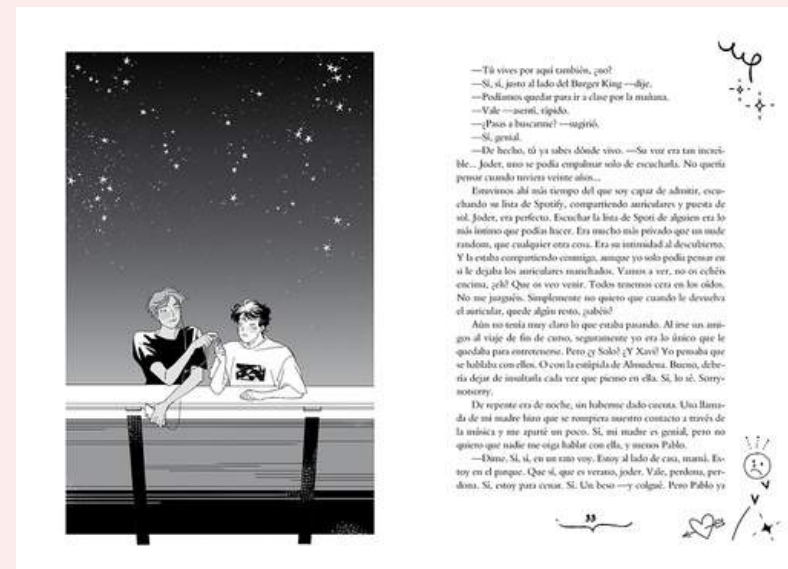 —Tú vives por aquí también, ¿no?
—Sí, sí, justo al lado del Burger King —dije.
—Podíamos quedar para ir a clase por la mañana.
—Vale —asentí, rápido.
—¿Pasas a buscarme? —sugirió.
—Sí, genial.
—De hecho, tú ya sabes dónde vivo. —Su voz era tan increí-
ble... Joder, uno se podía empalmar solo de escucharla. No quería
pensar cuando tuviera veinte años...
Estuvimos ahí más tiempo del que soy capaz de admitir, escu-
chando su lista de Spotify, compartiendo auriculares y puesta de
sol. Joder, era perfecto. Escuchar la lista de Spoti de alguien era lo
más íntimo que podías hacer. Era mucho más privado que un nude
random, que cualquier otra cosa. Era su intimidad al descubierto.
Y la estaba compartiendo conmigo, aunque yo solo podía pensar en
si le dejaba los auriculares manchados. Vamos a ver, no os echéis
encima, ¿eh? Que os veo venir. Todos tenemos cera en los oídos.
No me juzguéis. Simplemente no quiero que cuando le devuelva
el auricular, quede algún resto, ¿sabéis?
Aún no tenía muy claro lo que estaba pasando. Al irse sus ami-
gos al viaje de fin de curso, seguramente yo era lo único que le
quedaba para entretenerse. Pero ¿y Solo? ¿Y Xavi? Yo pensaba que
se hablaba con ellos. O con la estúpida de Almudena. Bueno, debe-
ría dejar de insultarla cada vez que pienso en ella. Sí, lo sé. Sorry-
notsorry.
De repente era de noche, sin haberme dado cuenta. Una llama-
da de mi madre hizo que se rompiera nuestro contacto a través de
la música y me aparté un poco. Sí, mi madre es genial, pero no
quiero que nadie me oiga hablar con ella, y menos Pablo.
—Dime. Sí, sí, en un rato voy. Estoy al lado de casa, mamá. Es-
toy en el parque. Que sí, que es verano, joder. Vale, perdona, per-
dona. Sí, estoy para cenar. Sí. Un beso —y colgué. Pero Pablo ya
33